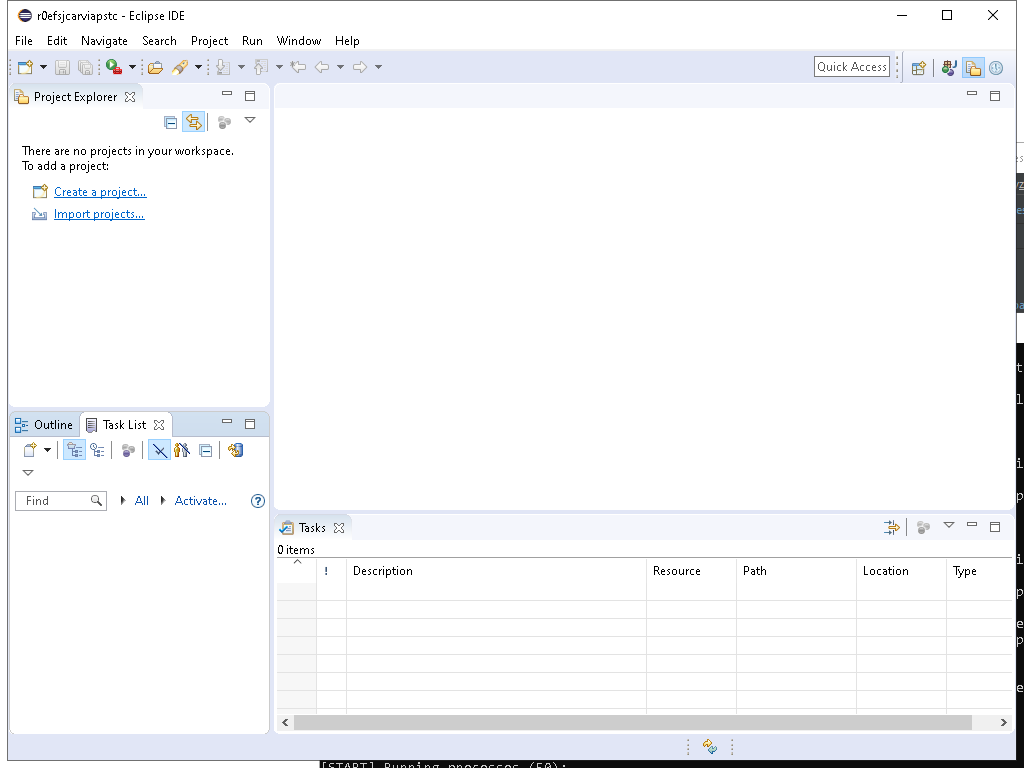 r0efsjcarviapstc - Eclipse IDE
File Edit Navigate Search Project Run Window Help
Quick Access
Project Explorer
There are no projects in your workspace.
To add a project:
Create a project...
Import projects...
Outline Task List
Find All Activate...
Tasks
0 items
! Description Resource Path Location Type
[START] Running processes (50):